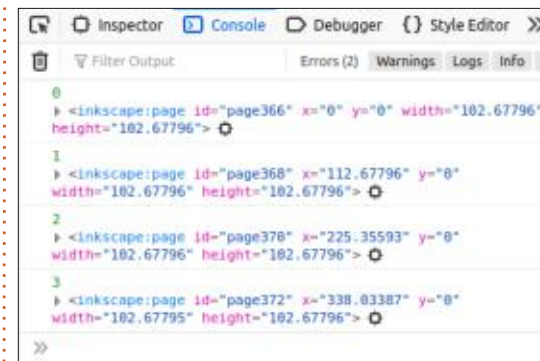 Inspector Console Debugger {} Style Editor
Filter Output Errors (2) Warnings Logs Info
0
<inkscape:page id="page366" x="0" y="0" width="102.67796"
height="102.67796">
1
<inkscape:page id="page368" x="112.67796" y="0"
width="102.67796" height="102.67796">
2
<inkscape:page id="page370" x="225.35593" y="0"
width="102.67796" height="102.67796">
3
<inkscape:page id="page372" x="338.03387" y="0"
width="102.67795" height="102.67796">